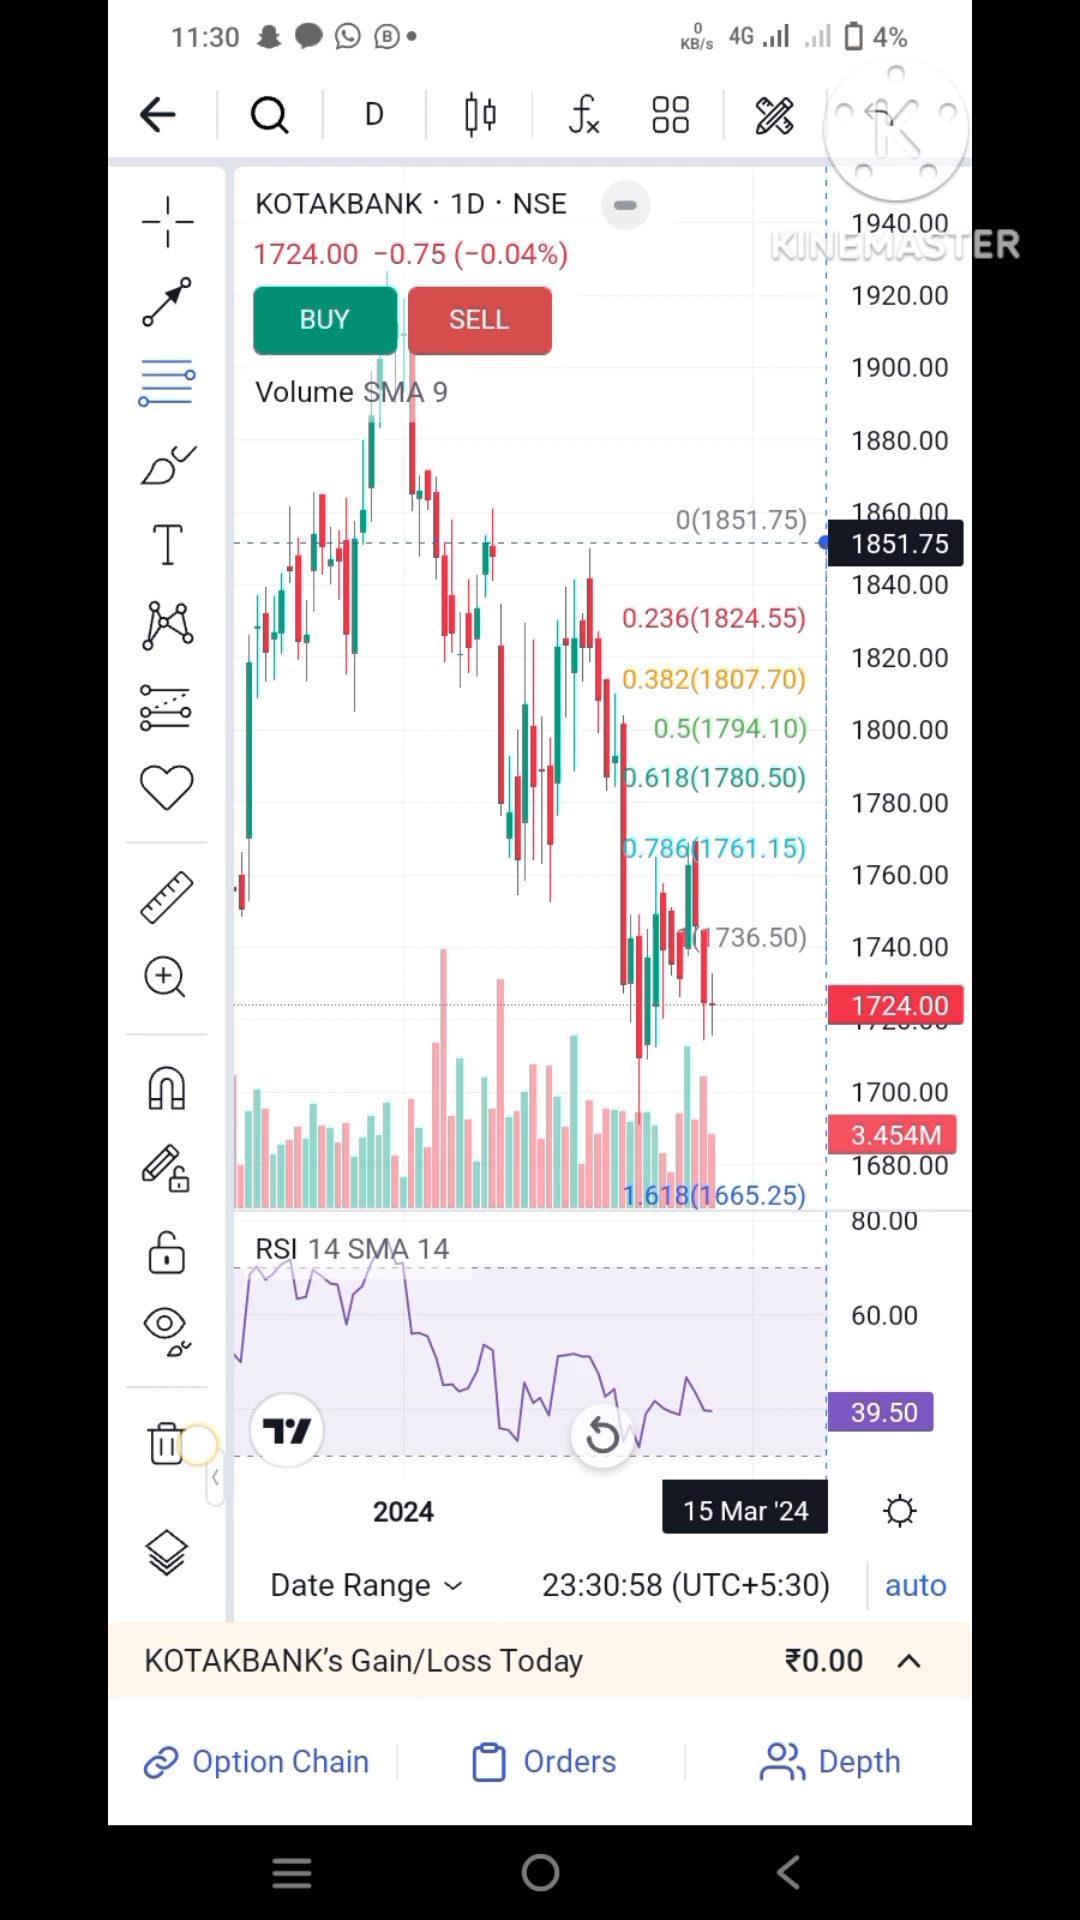 11:30
0 KB/s 4G 4%
D
KINEMASTER
KOTAKBANK · 1D · NSE
1724.00 −0.75 (−0.04%)
BUY SELL
Volume SMA 9
1940.00
1920.00
1900.00
1880.00
1860.00
0(1851.75)
1851.75
1840.00
0.236(1824.55)
1820.00
0.382(1807.70)
0.5(1794.10)
1800.00
0.618(1780.50)
1780.00
0.786(1761.15)
1760.00
(1736.50)
1740.00
1724.00
1720.00
1700.00
3.454M
1680.00
1.618(1665.25)
80.00
RSI 14 SMA 14
60.00
39.50
2024
15 Mar '24
Date Range 23:30:58 (UTC+5:30) auto
KOTAKBANK’s Gain/Loss Today ₹0.00
Option Chain Orders Depth